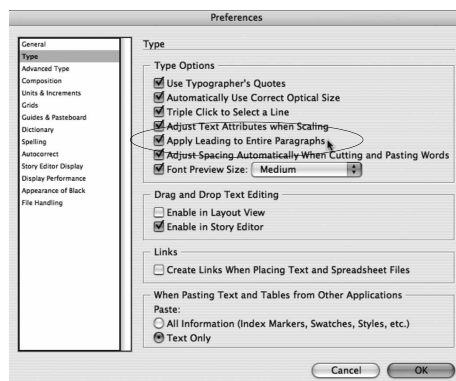 Preferences
General
Type
Advanced Type
Composition
Units & Increments
Grids
Guides & Pasteboard
Dictionary
Spelling
Autocorrect
Story Editor Display
Display Performance
Appearance of Black
File Handling
Type
Type Options
Use Typographer's Quotes
Automatically Use Correct Optical Size
Triple Click to Select a Line
Adjust Text Attributes when Scaling
Apply Leading to Entire Paragraphs
Adjust Spacing Automatically When Cutting and Pasting Words
Font Preview Size: Medium
Drag and Drop Text Editing
Enable in Layout View
Enable in Story Editor
Links
Create Links When Placing Text and Spreadsheet Files
When Pasting Text and Tables from Other Applications
Paste:
All Information (Index Markers, Swatches, Styles, etc.)
Text Only
Cancel OK